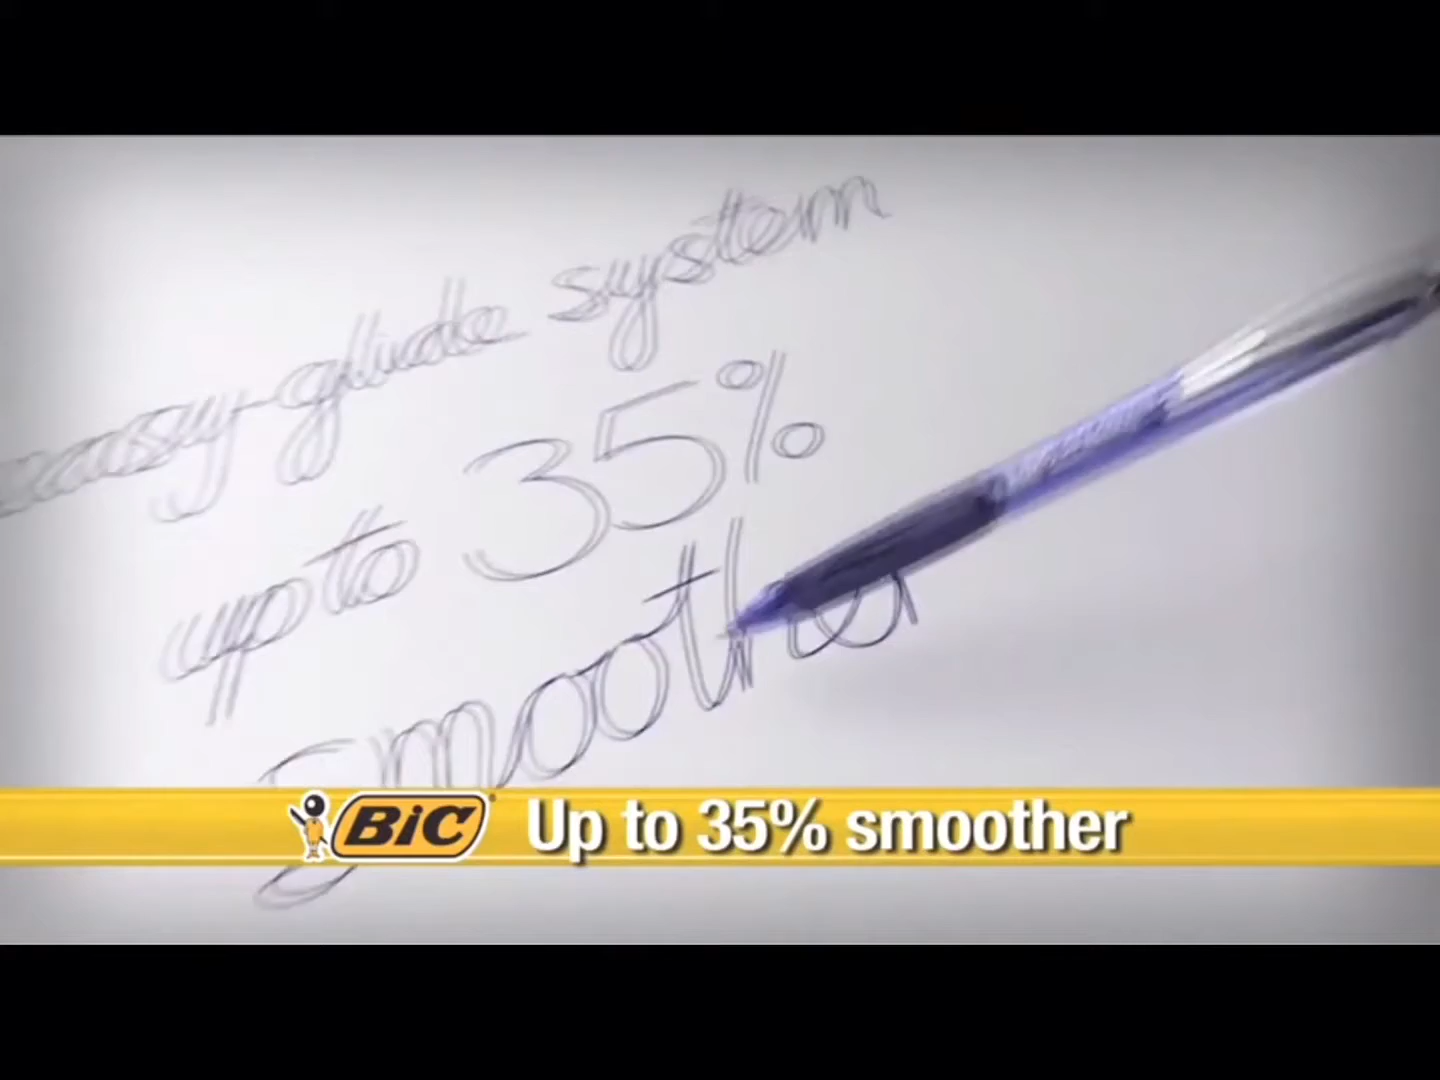 easy-glide system
up to 35%
smoother
BiC Up to 35% smoother